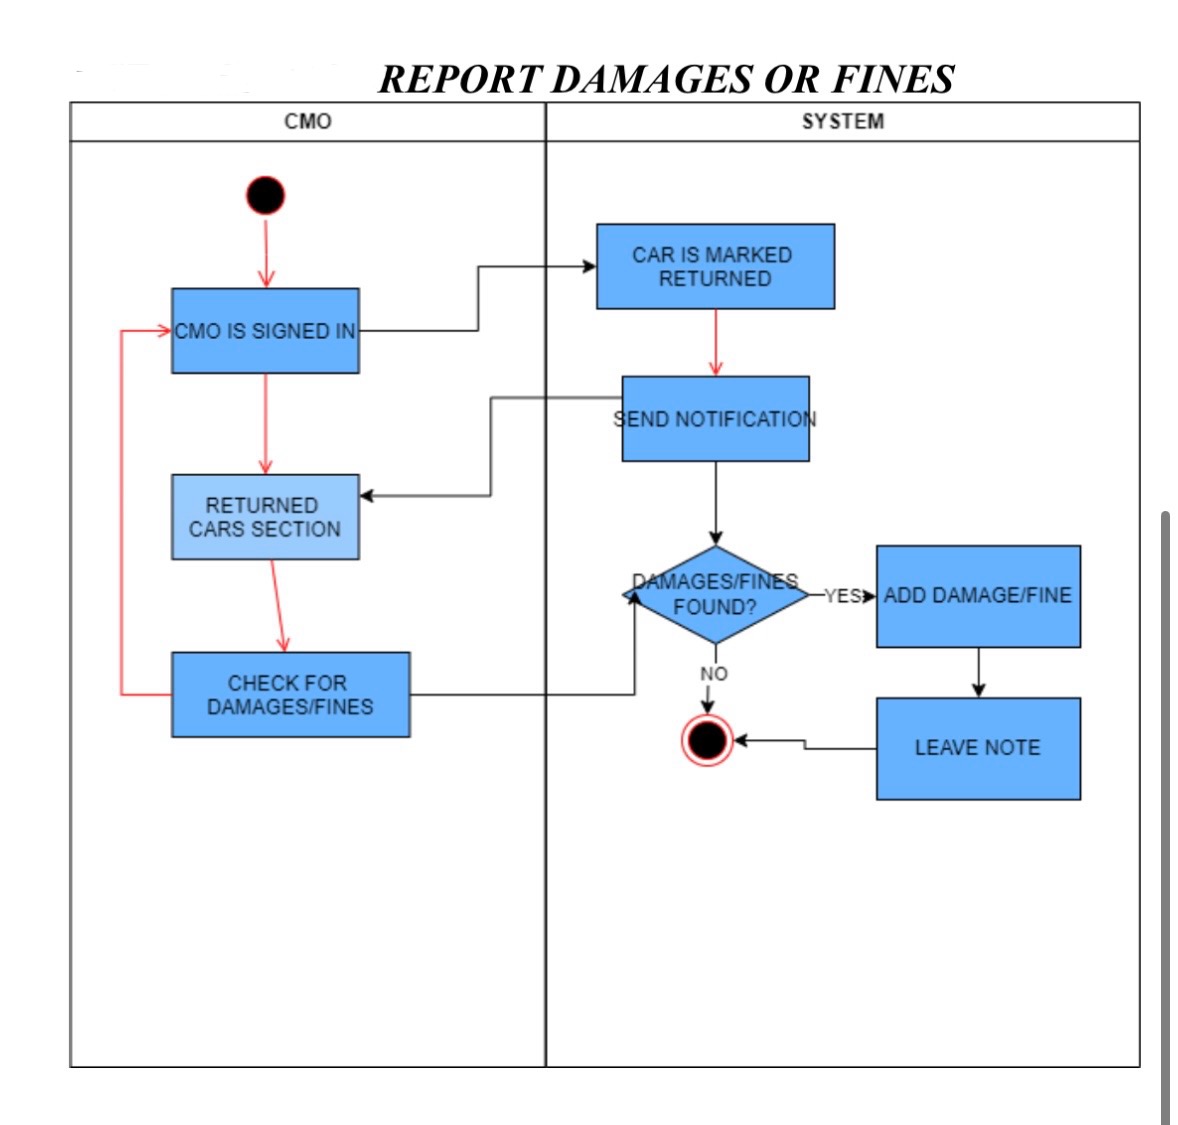 REPORT DAMAGES OR FINES
CMO
SYSTEM
CAR IS MARKED
RETURNED
CMO IS SIGNED IN
SEND NOTIFICATION
RETURNED
CARS SECTION
DAMAGES/FINES
FOUND?
YES
ADD DAMAGE/FINE
CHECK FOR
DAMAGES/FINES
NO
LEAVE NOTE